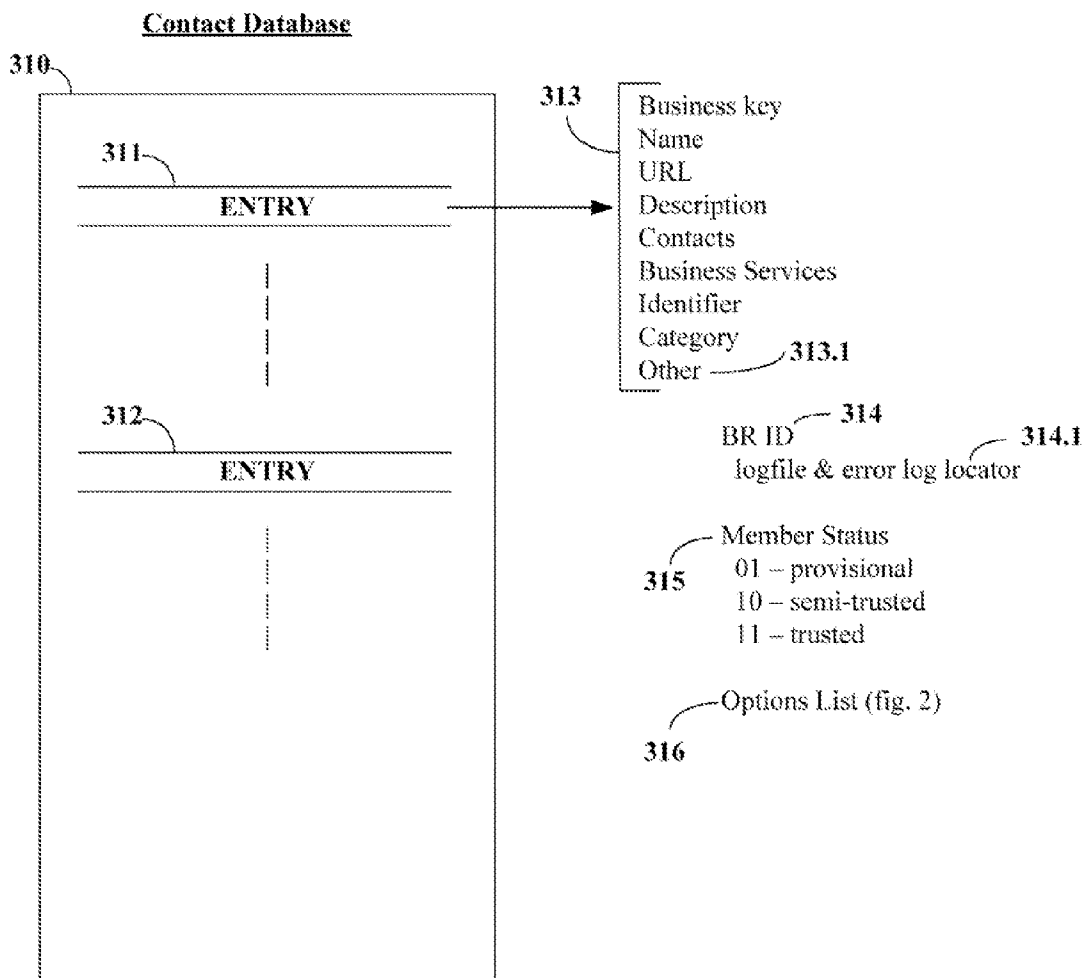 Contact Database
310
311
ENTRY
312
ENTRY
313
Business key
Name
URL
Description
Contacts
Business Services
Identifier
Category
Other
313.1
BR ID
314
logfile & error log locator
314.1
Member Status
315
01 – provisional
10 – semi-trusted
11 – trusted
Options List (fig. 2)
316